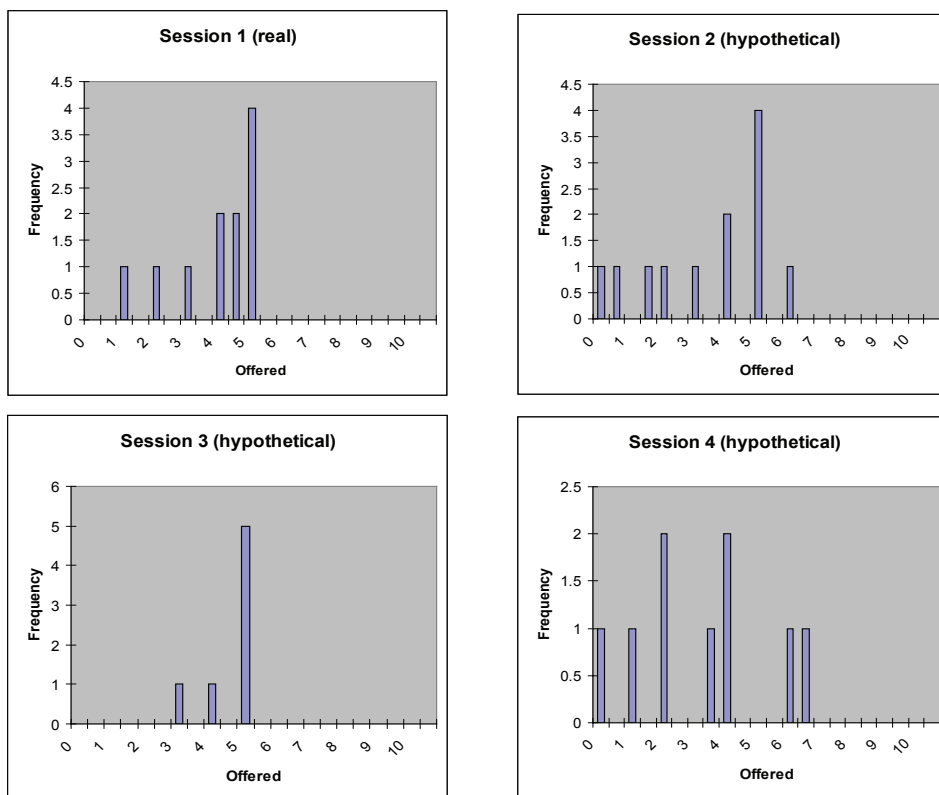 Session 1 (real)
4.5
4
3.5
3
2.5
2
1.5
1
0.5
0
Frequency
0 1 2 3 4 5 6 7 8 9 10
Offered
Session 2 (hypothetical)
4.5
4
3.5
3
2.5
2
1.5
1
0.5
0
Frequency
0 1 2 3 4 5 6 7 8 9 10
Offered
Session 3 (hypothetical)
6
5
4
3
2
1
0
Frequency
0 1 2 3 4 5 6 7 8 9 10
Offered
Session 4 (hypothetical)
2.5
2
1.5
1
0.5
0
Frequency
0 1 2 3 4 5 6 7 8 9 10
Offered